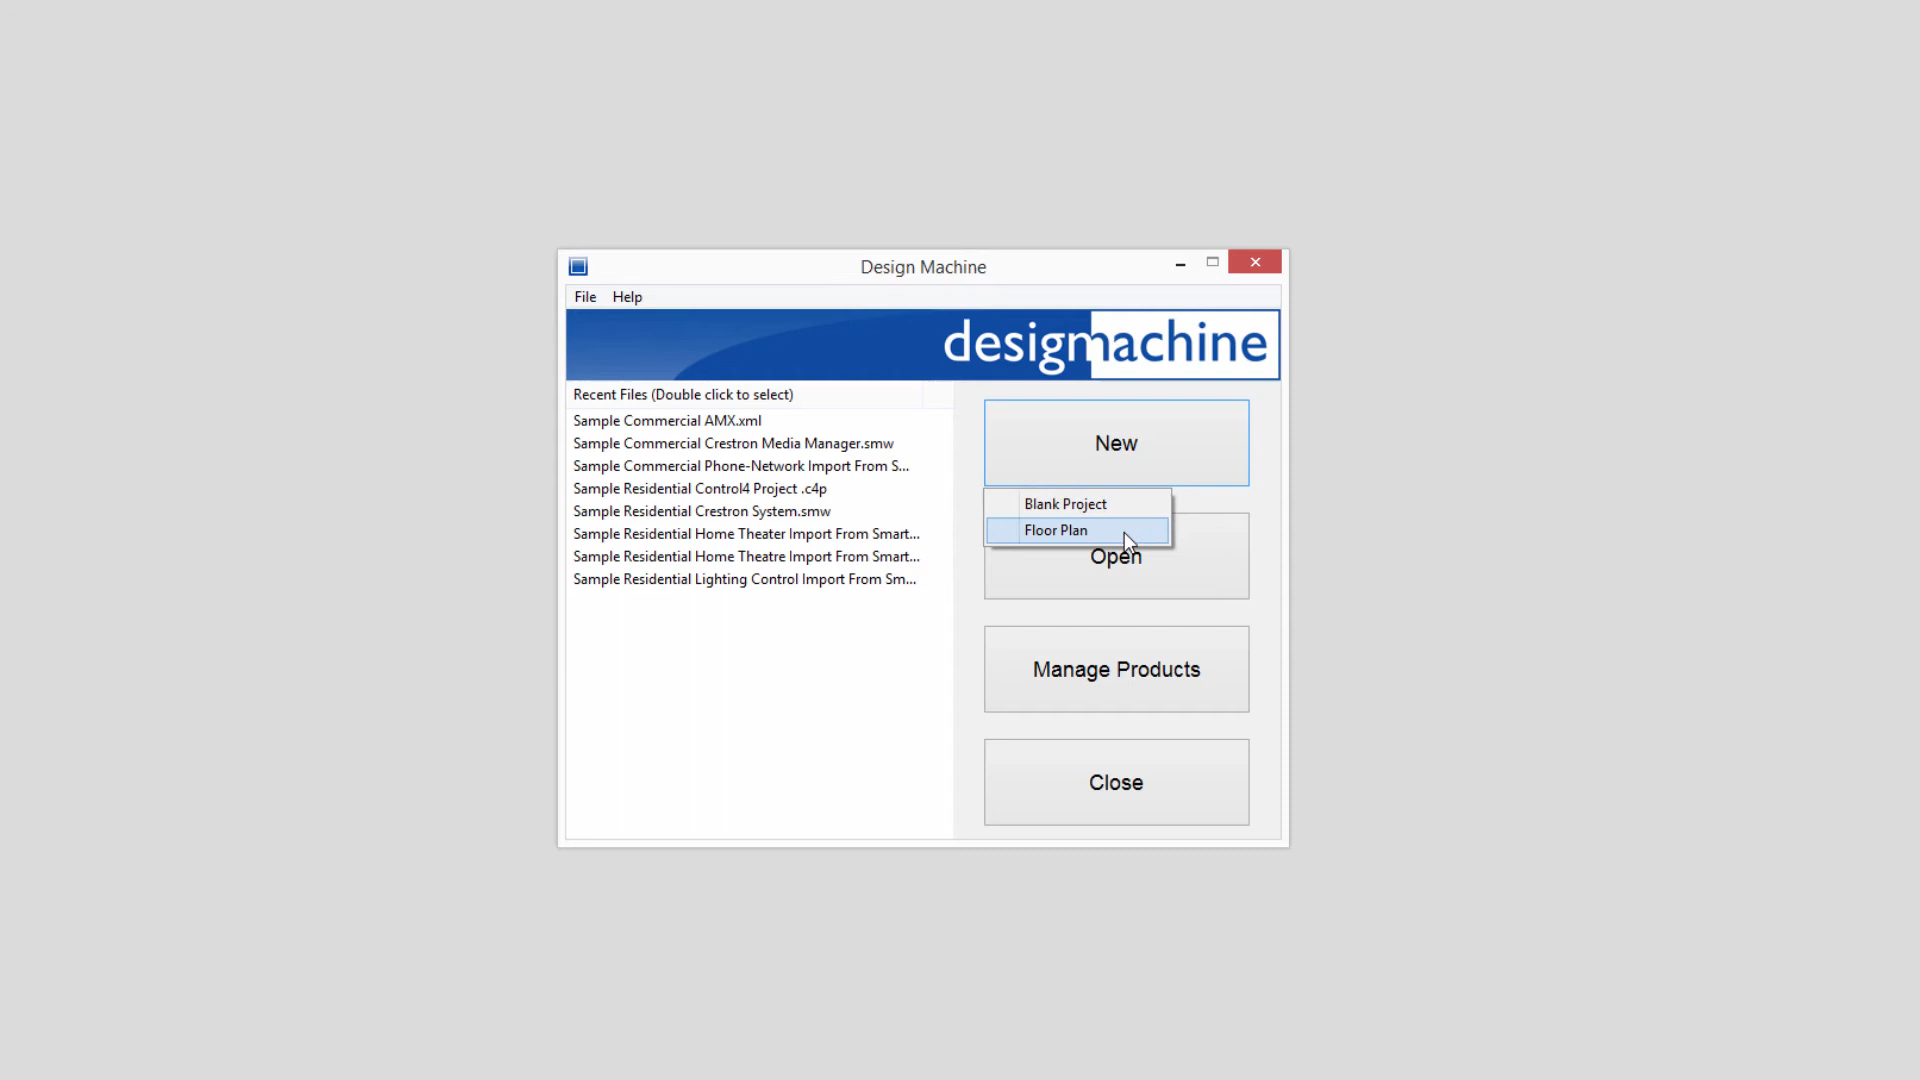 Design Machine
File Help
designmachine
Recent Files (Double click to select)
Sample Commercial AMX.xml
Sample Commercial Crestron Media Manager.smw
Sample Commercial Phone-Network Import From S...
Sample Residential Control4 Project .c4p
Sample Residential Crestron System.smw
Sample Residential Home Theater Import From Smart...
Sample Residential Home Theatre Import From Smart...
Sample Residential Lighting Control Import From Sm...
New
Blank Project
Floor Plan
Open
Manage Products
Close